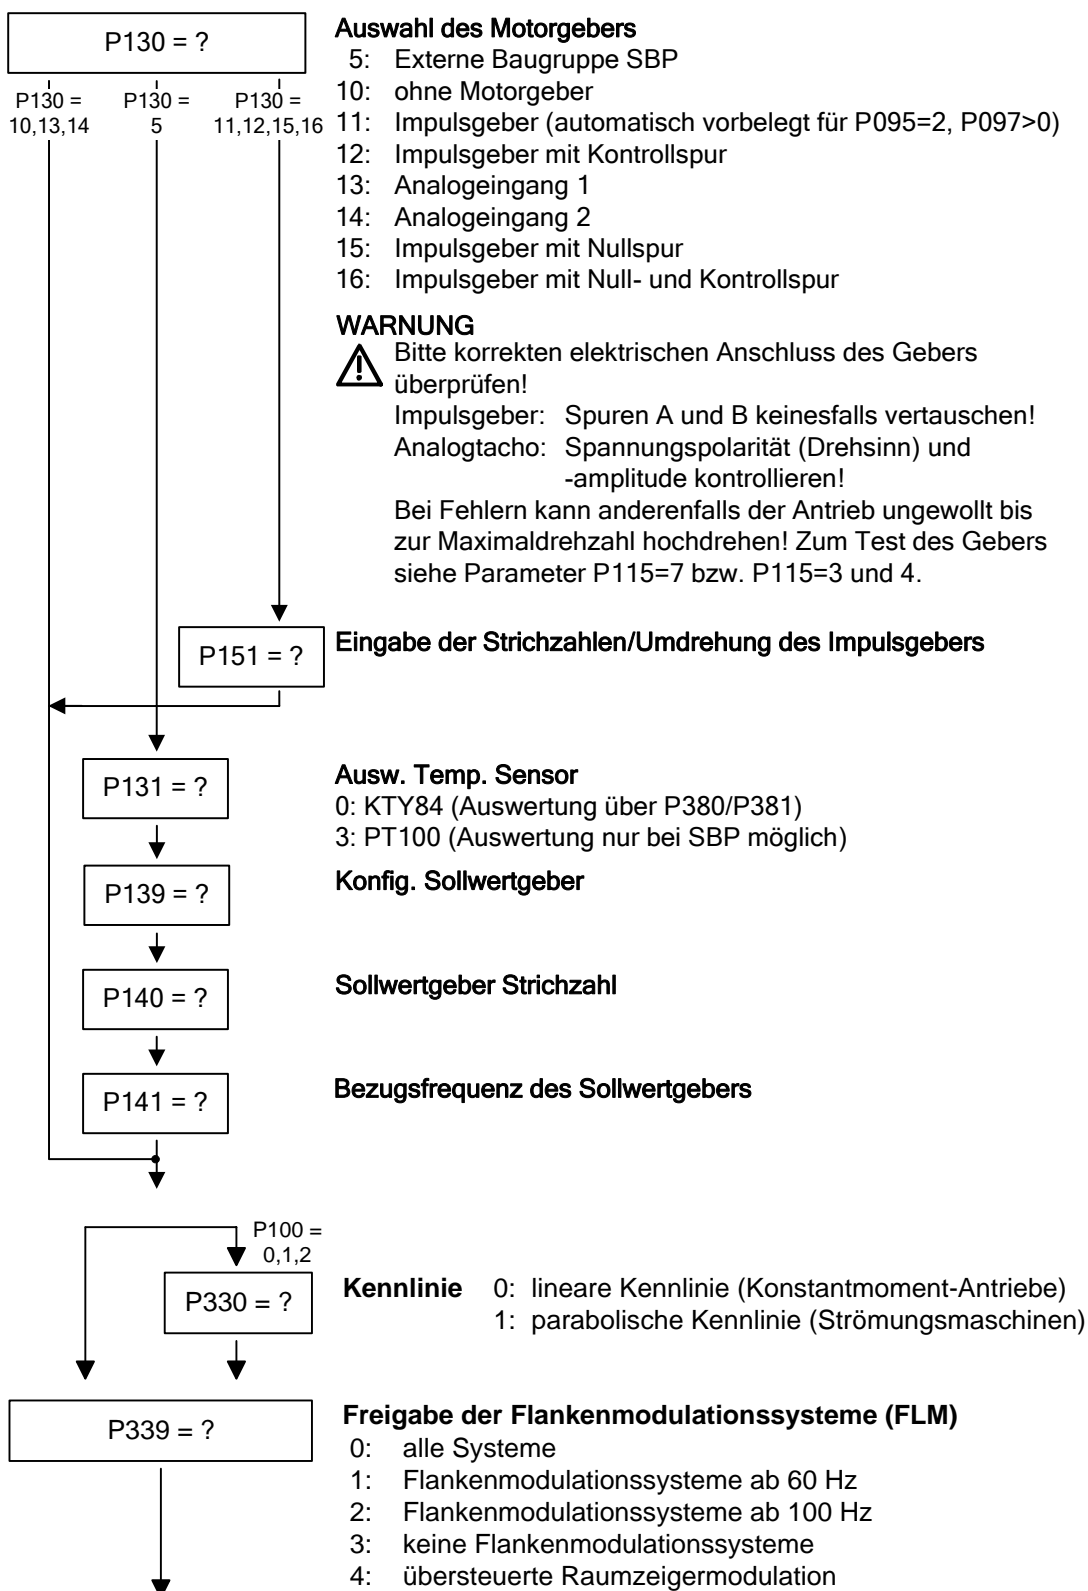 P130 = ?
Auswahl des Motorgebers
5: Externe Baugruppe SBP
P130 =
10,13,14
P130 =
5
P130 =
11,12,15,16
10: ohne Motorgeber
11: Impulsgeber (automatisch vorbelegt für P095=2, P097>0)
12: Impulsgeber mit Kontrollspur
13: Analogeingang 1
14: Analogeingang 2
15: Impulsgeber mit Nullspur
16: Impulsgeber mit Null- und Kontrollspur
WARNUNG
Bitte korrekten elektrischen Anschluss des Gebers
überprüfen!
Impulsgeber: Spuren A und B keinesfalls vertauschen!
Analogtacho: Spannungspolarität (Drehsinn) und
-amplitude kontrollieren!
Bei Fehlern kann anderenfalls der Antrieb ungewollt bis
zur Maximaldrehzahl hochdrehen! Zum Test des Gebers
siehe Parameter P115=7 bzw. P115=3 und 4.
P151 = ?
Eingabe der Strichzahlen/Umdrehung des Impulsgebers
P131 = ?
Ausw. Temp. Sensor
0: KTY84 (Auswertung über P380/P381)
3: PT100 (Auswertung nur bei SBP möglich)
P139 = ?
Konfig. Sollwertgeber
P140 = ?
Sollwertgeber Strichzahl
P141 = ?
Bezugsfrequenz des Sollwertgebers
P100 =
0,1,2
P330 = ?
Kennlinie 0: lineare Kennlinie (Konstantmoment-Antriebe)
1: parabolische Kennlinie (Strömungsmaschinen)
P339 = ?
Freigabe der Flankenmodulationssysteme (FLM)
0: alle Systeme
1: Flankenmodulationssysteme ab 60 Hz
2: Flankenmodulationssysteme ab 100 Hz
3: keine Flankenmodulationssysteme
4: übersteuerte Raumzeigermodulation